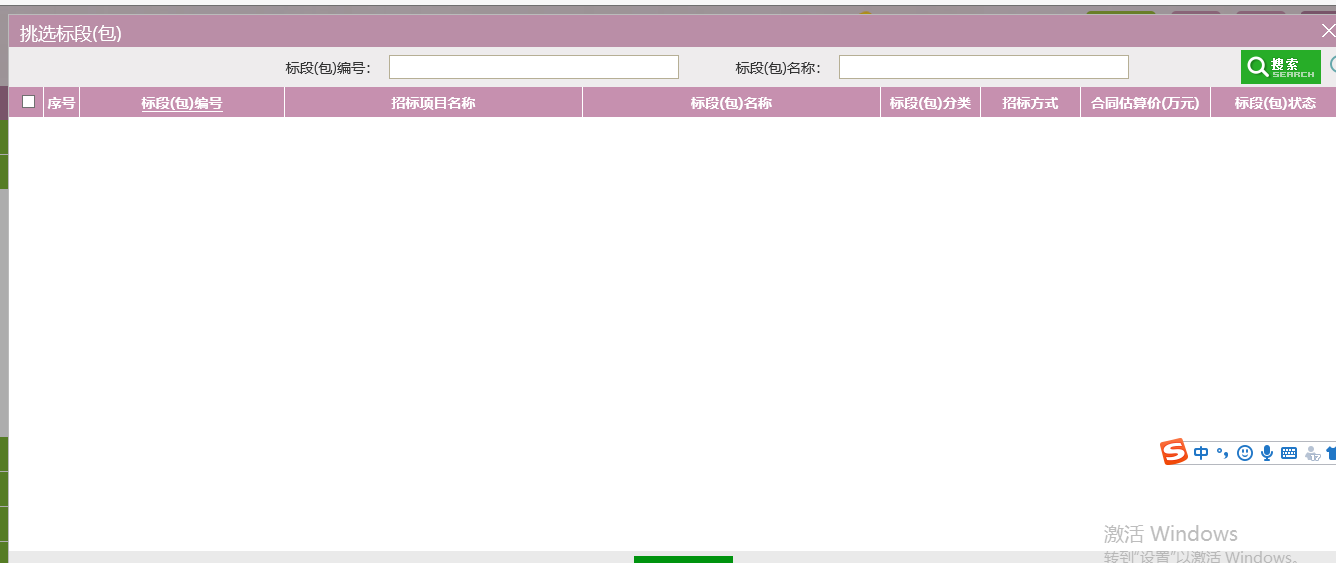 挑选标段(包)
标段(包)编号：
标段(包)名称：
搜索
SEARCH
序号
标段(包)编号
招标项目名称
标段(包)名称
标段(包)分类
招标方式
合同估算价(万元)
标段(包)状态
S
中
激活 Windows
转到“设置”以激活 Windows。